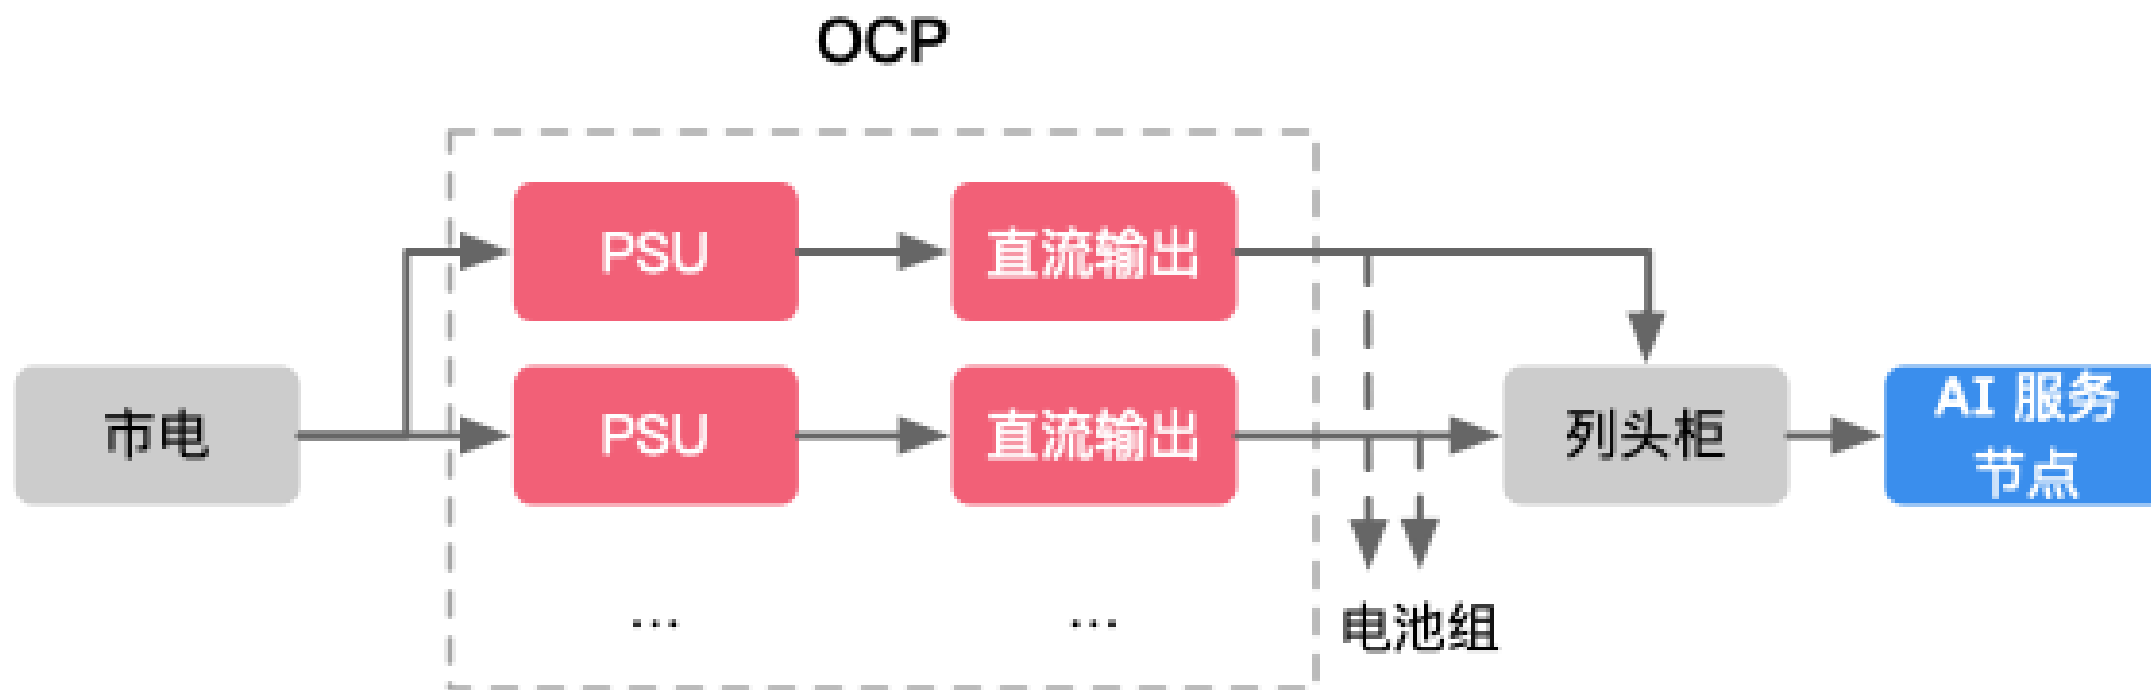 OCP
PSU
直流输出
市电
PSU
直流输出
列头柜
AI 服务
节点
...
...
电池组